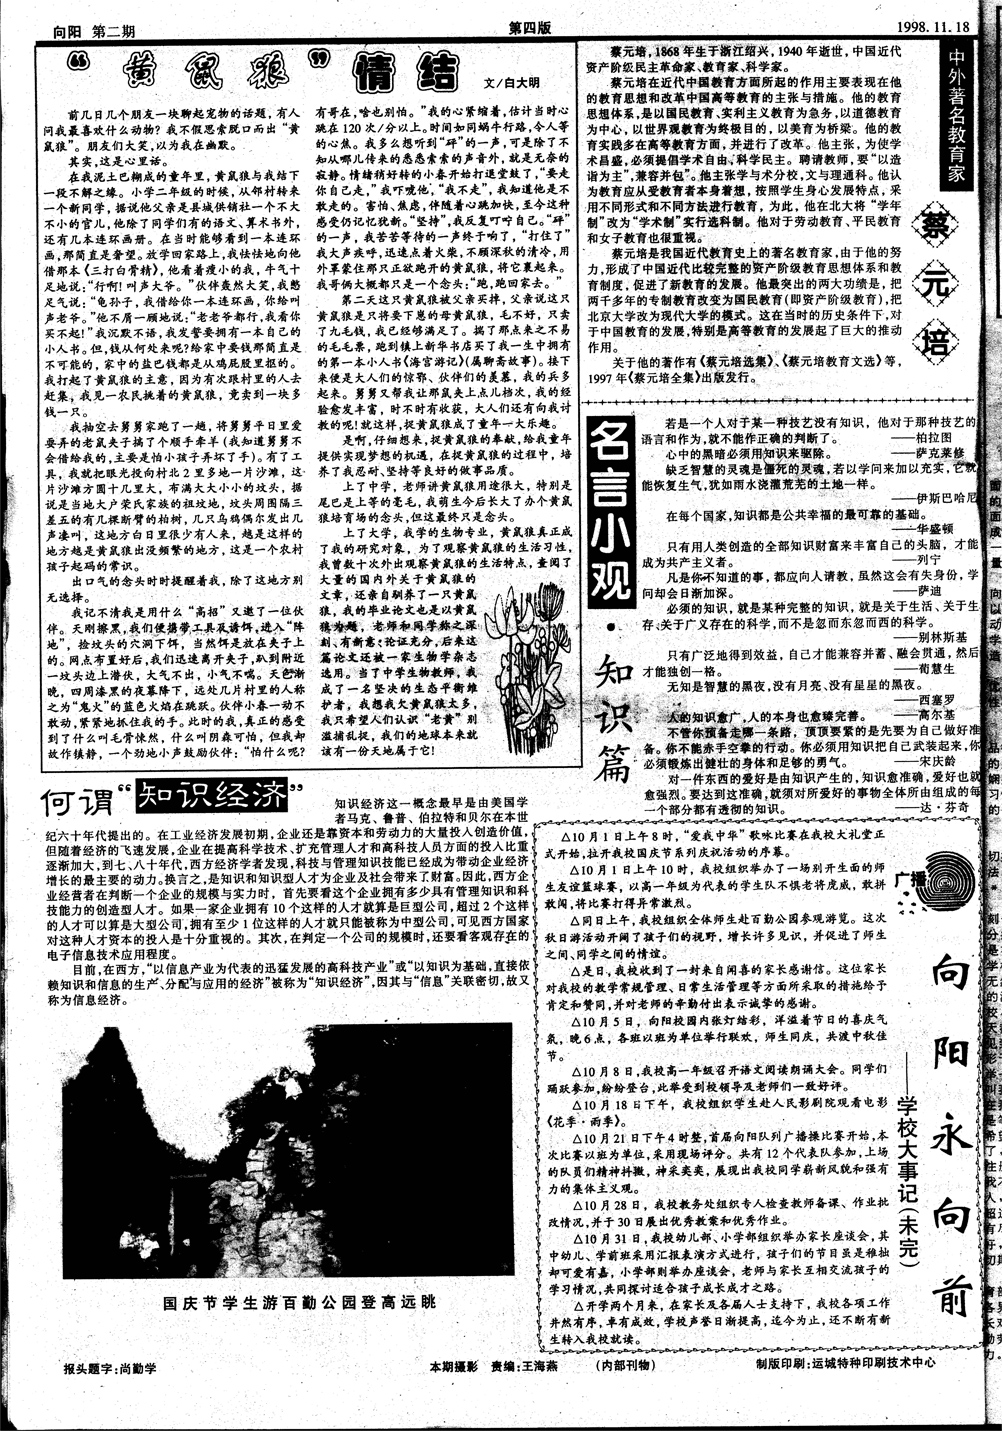 向阳 第二期
第四版
1998.11.18
“黄鼠狼”情结
文／白大明
前几日几个朋友一块聊起宠物的话题，有人
问我最喜欢什么动物？我不假思索脱口而出“黄
鼠狼”。朋友们大笑，以为我在幽默。
其实，这是心里话。
在我泥土巴糊成的童年里，黄鼠狼与我结下
一段不解之缘。小学二年级的时候，从邻村转来
一个新同学，据说他父亲是县城供销社一个不大
不小的官儿，他除了同学们有的语文、算术书外，
还有几本连环画册。在当时能够看到一本连环
画，那简直是奢望。放学回家路上，我怯怯地向他
借那本《三打白骨精》，他看着瘦小的我，牛气十
足地说：“行啊！叫声大爷。”伙伴轰然大笑，我憋
足气说：“龟孙子，我借给你一本连环画，你给叫
声老爷。”他不屑一顾地说：“老老爷都行，我看你
买不起！”我沉默不语，我发誓要拥有一本自己的
小人书。但，钱从何处来呢？给家中要钱那简直是
不可能的，家中的盐巴钱都是从鸡屁股里抠的。
我打起了黄鼠狼的主意，因为有次跟村里的人去
赶集，我见一农民挑着的黄鼠狼，竟卖到一块多
钱一只。
我抽空去舅舅家跑了一趟，将舅舅平日里爱
耍弄的老鼠夹子搞了个顺手牵羊（我知道舅舅不
会借给我的，主要是怕小孩子弄坏了手）。有了工
具，我就把眼光投向村北2里多地一片沙滩，这
片沙滩方圆十几里大，布满大大小小的坟头，据
说是当地大户荣氏家族的祖坟地，坟头周围隔三
差五的有几棵断臂的柏树，几只乌鸦偶尔发出几
声凄叫，这地方白日里很少有人来，越是这样的
地方越是黄鼠狼出没频繁的地方，这是一个农村
孩子起码的常识。
出口气的念头时时提醒着我，除了这地方别
无选择。
我记不清我是用什么“高招”又邀了一位伙
伴。天刚擦黑，我们便携带工具及诱饵，进入“阵
地”，捡坟头的穴洞下饵，当然饵是放在夹子上
的。网点布置好后，我们迅速离开夹子，趴到附近
一坟头边上潜伏，大气不出，小气不喘。天色渐
晚，四周漆黑的夜幕降下，远处几片村里的人称
之为“鬼火”的蓝色火焰在跳跃。伙伴小春一动不
敢动，紧紧地抓住我的手。此时的我，真正的感受
到了什么叫毛骨悚然，什么叫阴森可怕，但我却
故作镇静，一个劲地小声鼓励伙伴：“怕什么呢？
有哥在，啥也别怕。”我的心紧缩着，估计当时心
跳在120次/分以上。时间如同蜗牛行路，令人等
的心焦。我多么想听到“砰”的一声，可是除了不
知从哪儿传来的悉悉索索的声音外，就是无奈的
寂静。情绪稍好转的小春开始打退堂鼓了，“要走
你自己走，”我吓唬他，“我不走”，我知道他是不
敢走的。害怕、焦虑，伴随着心跳加快，至今这种
感受仍记忆犹新。“坚持”，我反复叮咛自己。“砰”
的一声，我苦苦等待的一声终于响了，“打住了”
我大声疾呼，迅速点着火柴，不顾深秋的清冷，用
外罩蒙住那只正欲跑开的黄鼠狼，将它裹起来。
我哥俩大概都只是一个念头：“跑，跑回家去。”
第二天这只黄鼠狼被父亲买掉，父亲说这只
黄鼠狼是只将要下崽的母黄鼠狼，毛不好，只卖
了九毛钱，我已经够满足了。揣了那点来之不易
的毛毛票，跑到镇上新华书店买了我一生中拥有
的第一本小人书《海宫游记》（属聊斋故事）。接下
来便是大人们的惊夸、伙伴们的羡慕，我的兵多
起来。舅舅又帮我让那鼠夹上点儿档次，我的经
验愈发丰富，时不时有收获，大人们还有向我讨
教的呢！就这样，捉黄鼠狼成了童年一大乐趣。
是啊，仔细想来，捉黄鼠狼的奉献，给我童年
提供实现梦想的机遇，在捉黄鼠狼的过程中，培
养了我忍耐、坚持等良好的做事品质。
上了中学，老师讲黄鼠狼用途很大，特别是
尾巴是上等的毫毛，我萌生今后长大了办个黄鼠
狼培育场的念头，但这最终只是念头。
上了大学，我学的生物专业，黄鼠狼真正成
了我的研究对象，为了观察黄鼠狼的生活习性，
我曾数十次外出观察黄鼠狼的生活特点，查阅了
大量的国内外关于黄鼠狼的
文章，还亲自驯养了一只黄鼠
狼，我的毕业论文也是以黄鼠
狼为题，老师和同学称之深
刻、有新意；论证充分，后来这
篇论文还被一家生物学杂志
选用。当了中学生物教师，我
成了一名坚决的生态平衡维
护者，我想我欠黄鼠狼太多，
我只希望人们认识“老黄”别
滥捕乱捉，我们的地球本来就
该有一份天地属于它！
中外著名教育家
蔡元培
蔡元培，1868年生于浙江绍兴，1940年逝世，中国近代
资产阶级民主革命家、教育家、科学家。
蔡元培在近代中国教育方面所起的作用主要表现在他
的教育思想和改革中国高等教育的主张与措施。他的教育
思想体系，是以国民教育、实利主义教育为急务，以道德教育
为中心，以世界观教育为终极目的，以美育为桥梁。他的教
育实践多在高等教育方面，并进行了改革。他主张，为使学
术昌盛，必须提倡学术自由、科学民主。聘请教师，要“以造
诣为主”，兼容并包”。他主张学与术分校，文与理通科。他认
为教育应从受教育者本身着想，按照学生身心发展特点，采
用不同形式和不同方法进行教育，为此，他在北大将“学年
制”改为“学术制”实行选科制。他对于劳动教育、平民教育
和女子教育也很重视。
蔡元培是我国近代教育史上的著名教育家，由于他的努
力，形成了中国近代比较完整的资产阶级教育思想体系和教
育制度，促进了新教育的发展。他最突出的两大功绩是，把
两千多年的专制教育改变为国民教育（即资产阶级教育），把
北京大学改为现代大学的模式。这在当时的历史条件下，对
于中国教育的发展，特别是高等教育的发展起了巨大的推动
作用。
关于他的著作有《蔡元培选集》、《蔡元培教育文选》等，
1997年《蔡元培全集》出版发行。
名言小观·知识篇
若是一个人对于某一种技艺没有知识，他对于那种技艺的
语言和作为，就不能作正确的判断了。——柏拉图
心中的黑暗必须用知识来驱除。——萨克莱修
缺乏智慧的灵魂是僵死的灵魂，若以学问来加以充实，它就
能恢复生气，犹如雨水浇灌荒芜的土地一样。
——伊斯巴哈尼
在每个国家，知识都是公共幸福的最可靠的基础。
——华盛顿
只有用人类创造的全部知识财富来丰富自己的头脑，才能
成为共产主义者。——列宁
凡是你不知道的事，都应向人请教，虽然这会有失身份，学
问却会日渐加深。——萨迪
必须的知识，就是某种完整的知识，就是关于生活、关于生
存、关于广义存在的科学，而不是忽而东忽而西的科学。
——别林斯基
只有广泛地得到效益，自己才能兼容并蓄、融会贯通，然后
才能独创一格。——荀慧生
无知是智慧的黑夜，没有月亮、没有星星的黑夜。
——西塞罗
人的知识愈广，人的本身也愈臻完善。——高尔基
不管你预备走哪一条路，顶顶要紧的是先要为自己做好准
备。你不能赤手空拳的行动。你必须用知识把自己武装起来，你
必须锻炼出健壮的身体和足够的勇气。——宋庆龄
对一件东西的爱好是由知识产生的，知识愈准确，爱好也就
愈强烈。要达到这准确，就须对所爱好的事物全体所由组成的每
一个部分都有透彻的知识。——达·芬奇
何谓“知识经济”
知识经济这一概念最早是由美国学
者马克、鲁普、伯拉特和贝尔在本世
纪六十年代提出的。在工业经济发展初期，企业还是靠资本和劳动力的大量投入创造价值，
但随着经济的飞速发展，企业在提高科学技术、扩充管理人才和高科技人员方面的投入比重
逐渐加大，到七、八十年代，西方经济学者发现，科技与管理知识技能已经成为带动企业经济
增长的最主要的动力。换言之，是知识和知识型人才为企业及社会带来了财富。因此，西方企
业经营者在判断一个企业的规模与实力时，首先要看这个企业拥有多少具有管理知识和科
技能力的创造型人才。如果一家企业拥有10个这样的人才就算是巨型公司，超过2个这样
的人才可以算是大型公司，拥有至少1位这样的人才就只能被称为中型公司，可见西方国家
对这种人才资本的投入是十分重视的。其次，在判定一个公司的规模时，还要看客观存在的
电子信息技术应用程度。
目前，在西方，“以信息产业为代表的迅猛发展的高科技产业”或“以知识为基础，直接依
赖知识和信息的生产、分配与应用的经济”被称为“知识经济”，因其与“信息”关联密切，故又
称为信息经济。
国庆节学生游百勤公园登高远眺
广播
向阳永向前
——学校大事记（未完）
△10月1日上午8时，“爱我中华”歌咏比赛在我校大礼堂正
式开始，拉开我校国庆节系列庆祝活动的序幕。
△10月1日上午10时，我校组织举办了一场别开生面的师
生友谊篮球赛，以高一年级为代表的学生队不惧老将虎威，敢拼
敢闯，将比赛打得异常激烈。
△同日上午，我校组织全体师生赴百勤公园参观游览。这次
秋日游活动开阔了孩子们的视野，增长许多见识，并促进了师生
之间、同学之间的情谊。
△是日，我校收到了一封来自闻喜的家长感谢信。这位家长
对我校的教学常规管理、日常生活管理等方面所采取的措施给予
肯定和赞同，并对老师的辛勤付出表示诚挚的感谢。
△10月5日，向阳校园内张灯结彩，洋溢着节日的喜庆气
氛，晚6点，各班以班为单位举行联欢，师生同庆，共渡中秋佳
节。
△10月8日，我校高一年级召开语文阅读朗诵大会。同学们
踊跃参加，纷纷登台，此举受到校领导及老师们一致好评。
△10月18日下午，我校组织学生赴人民影剧院观看电影
《花季·雨季》。
△10月21日下午4时整，首届向阳队列广播操比赛开始，本
次比赛以班为单位，采用现场评分。共有12个代表队参加，上场
的队员们精神抖擞，神采奕奕，展现出我校同学崭新风貌和强有
力的集体主义观。
△10月28日，我校教务处组织专人检查教师备课、作业批
改情况，并于30日展出优秀教案和优秀作业。
△10月31日，我校幼儿部、小学部组织举办家长座谈会，其
中幼儿、学前班采用汇报表演方式进行，孩子们的节目虽是稚拙
却可爱有嘉，小学部则举办座谈会，老师与家长互相交流孩子的
学习情况，共同探讨适合孩子成长成才之路。
△开学两个月来，在家长及各届人士支持下，我校各项工作
井然有序，卓有成效，学校声誉日渐提高，迄今为止，还不断有新
生转入我校就读。
报头题字：尚勤学
本期摄影 责编：王海燕
（内部刊物）
制版印刷：运城特种印刷技术中心